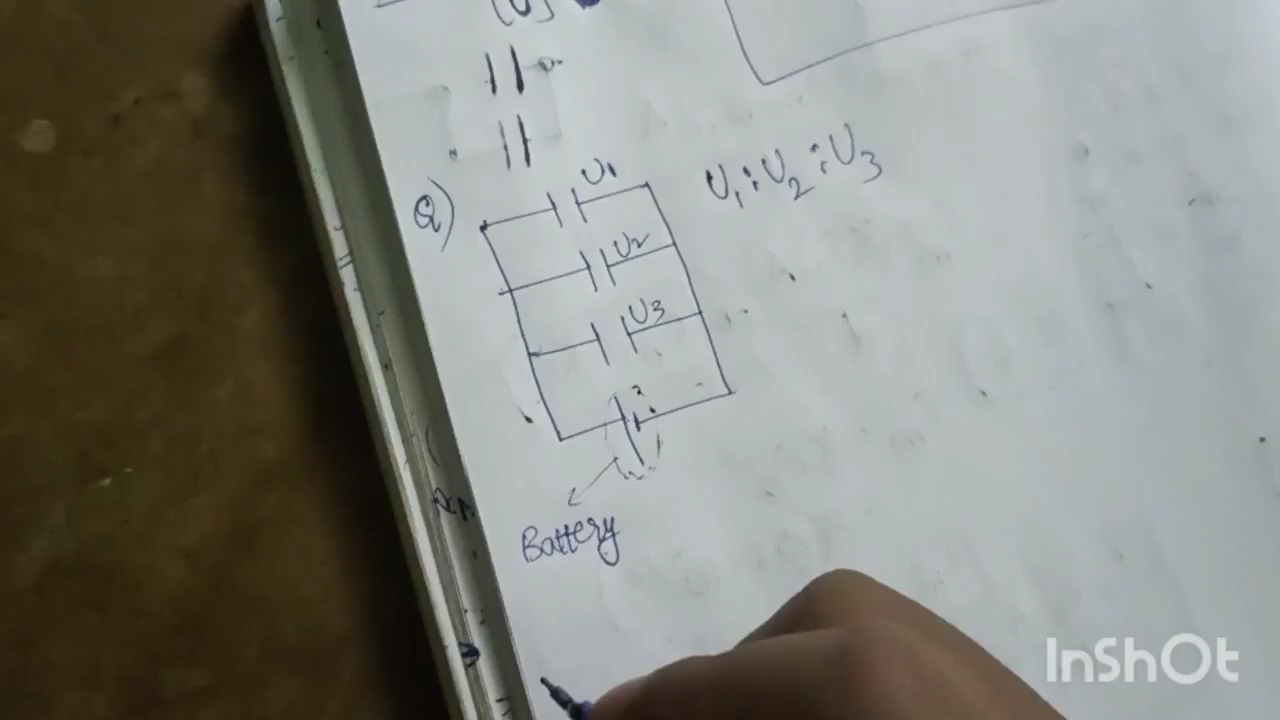 (U)
Q)
U1
U1 : U2 : U3
U2
U3
Battery
InShOt